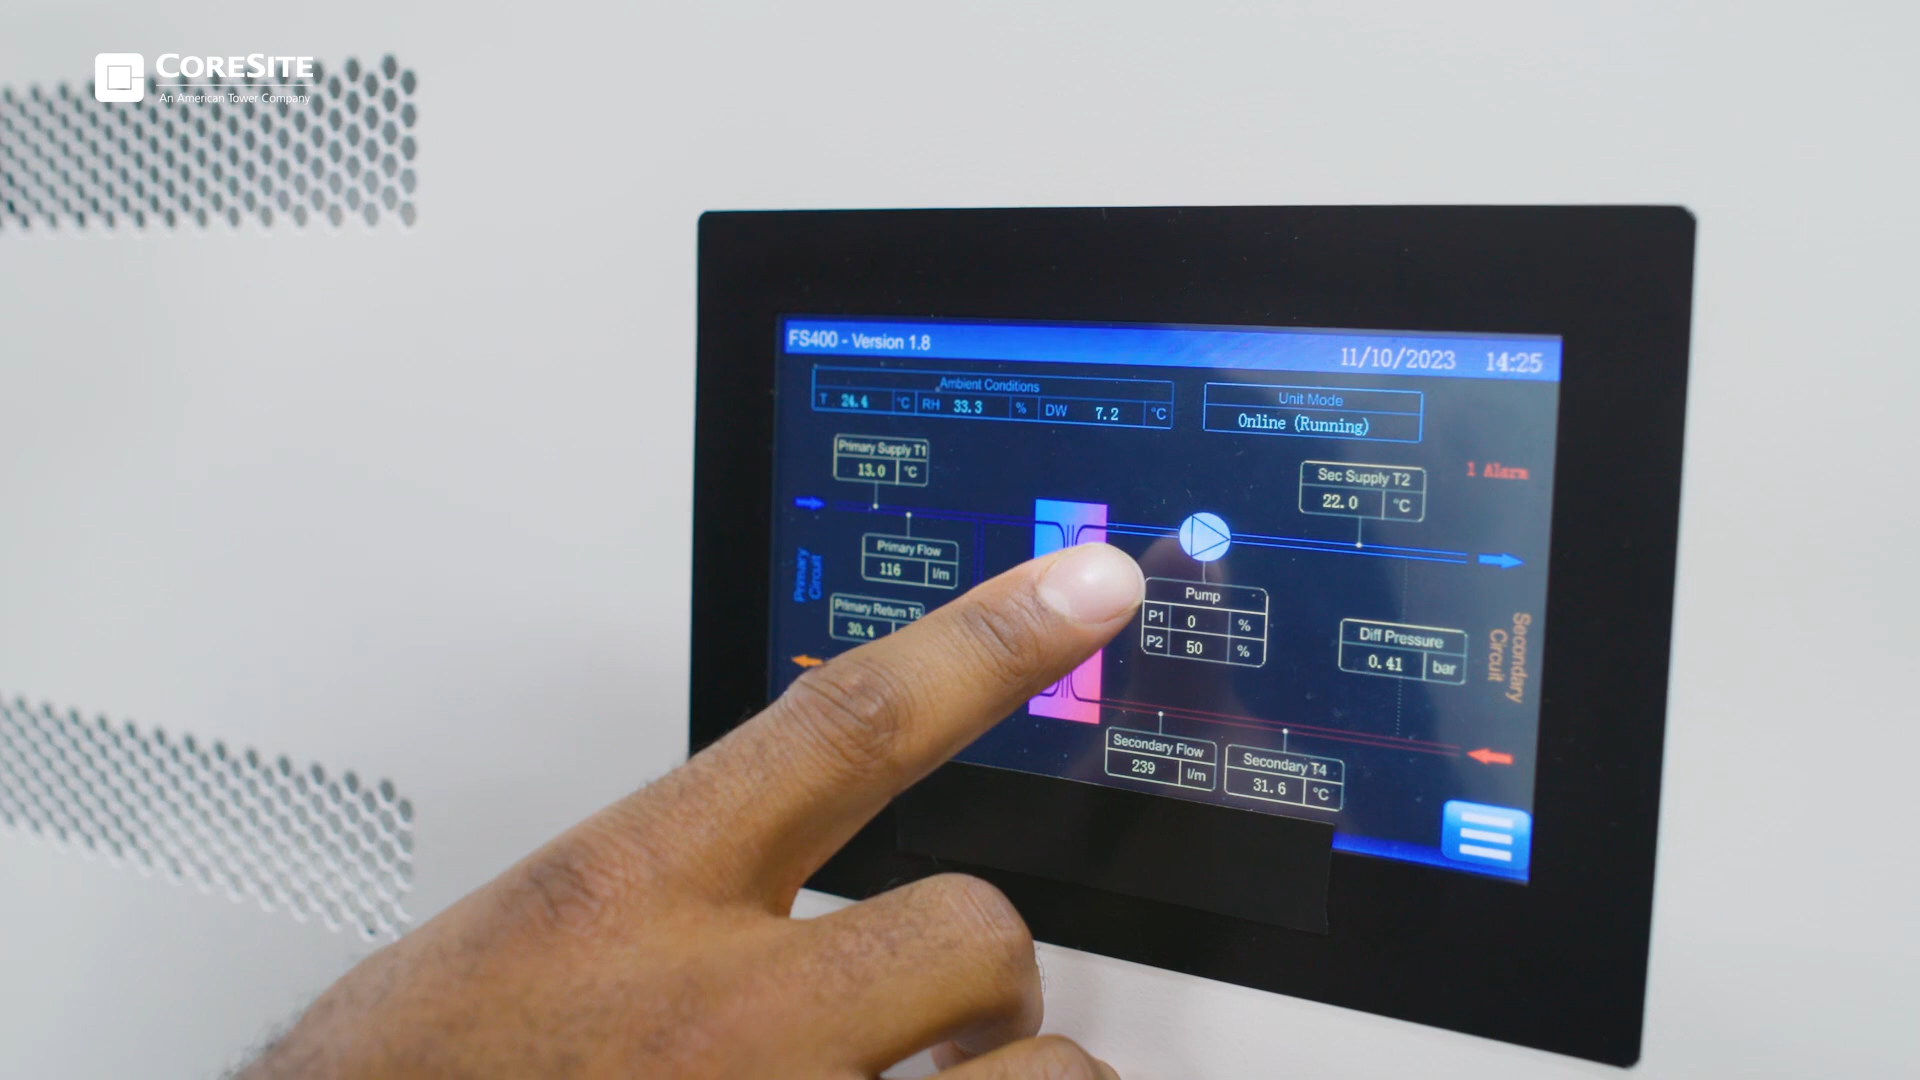 CORESITE
An American Tower Company
FS400 - Version 1.8
11/10/2023 14:25
Ambient Conditions
T 24.4 °C RH 33.3 % DW 7.2 °C
Unit Mode
Online (Running)
Primary Supply T1
13.0 °C
Sec Supply T2
22.0 °C
1 Alarm
Primary Flow
116 l/m
Primary
Circuit
Primary Return T5
30.4
Pump
P1 0 %
P2 50 %
Diff Pressure
0.41 bar
Secondary
Circuit
Secondary Flow
239 l/m
Secondary T4
31.6 °C